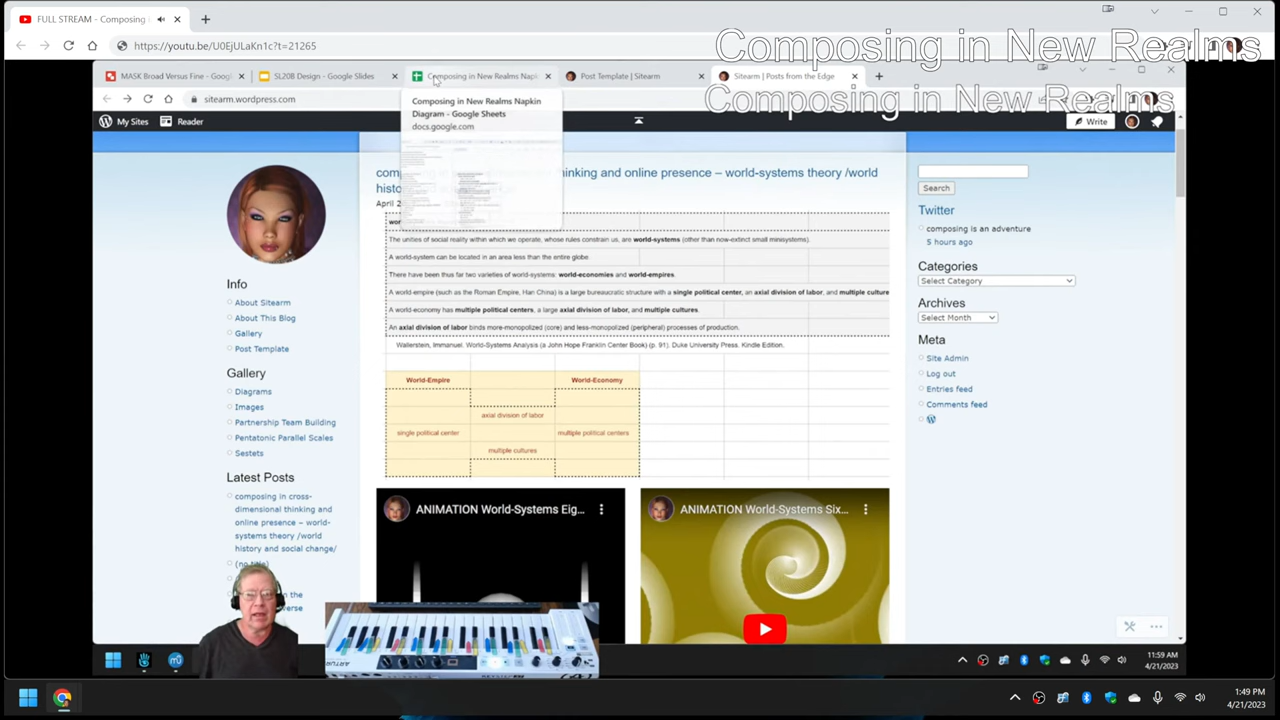 FULL STREAM - Composing i
https://youtu.be/U0EjULaKn1c?t=21265
Composing in New Realms
MASK Broad Versus Fine - Googl
SL20B Design - Google Slides
Composing in New Realms Napki
Post Template | Sitearm
Sitearm | Posts from the Edge
sitearm.wordpress.com
Composing in New Realms
My Sites
Reader
Write
Composing in New Realms Napkin
Diagram - Google Sheets
docs.google.com
thinking and online presence – world-systems theory /world
The unities of social reality within which we operate, whose rules constrain us, are world-systems (other than now-extinct small minisystems).
A world-system can be located in an area less than the entire globe.
There have been thus far two varieties of world-systems: world-economies and world-empires.
A world-empire (such as the Roman Empire, Han China) is a large bureaucratic structure with a single political center, an axial division of labor, and multiple culture
A world-economy has multiple political centers, a large axial division of labor, and multiple cultures.
An axial division of labor binds more-monopolized (core) and less-monopolized (peripheral) processes of production.
Wallerstein, Immanuel. World-Systems Analysis (a John Hope Franklin Center Book) (p. 91). Duke University Press. Kindle Edition.
World-Empire
World-Economy
axial division of labor
single political center
multiple political centers
multiple cultures
ANIMATION World-Systems Eig...
ANIMATION World-Systems Six...
Info
About Sitearm
About This Blog
Gallery
Post Template
Gallery
Diagrams
Images
Partnership Team Building
Pentatonic Parallel Scales
Sestets
Latest Posts
composing in cross-
dimensional thinking and
online presence – world-
systems theory /world
history and social change/
(no title)
in the
verse
Search
Twitter
composing is an adventure
5 hours ago
Categories
Select Category
Archives
Select Month
Meta
Site Admin
Log out
Entries feed
Comments feed
ARTURIA
11:59 AM
4/21/2023
1:49 PM
4/21/2023